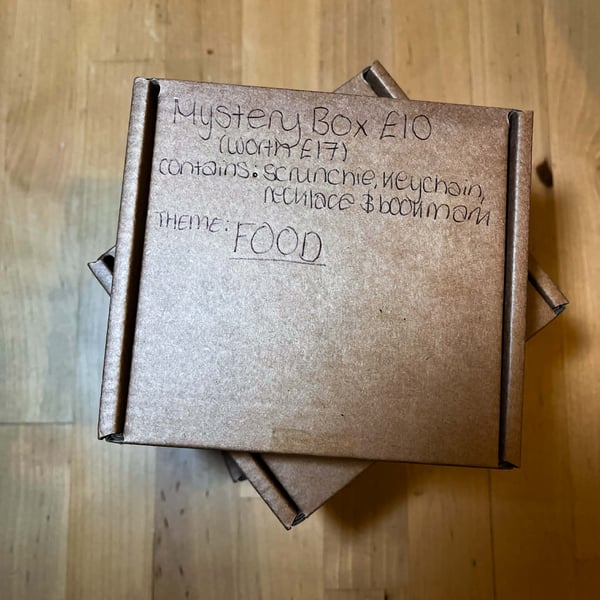 Mystery Box £10
(worth £17)
contains: scrunchie, keychain,
necklace & bookmark
THEME: FOOD